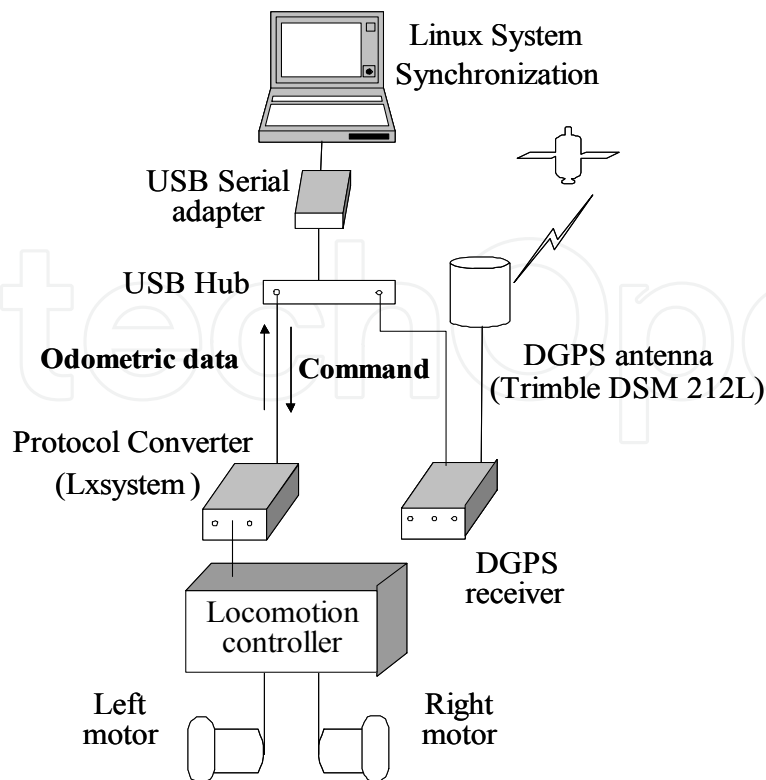 Linux System
Synchronization
USB Serial
adapter
USB Hub
Odometric data
Command
DGPS antenna
(Trimble DSM 212L)
Protocol Converter
(Lxsystem )
DGPS
receiver
Locomotion
controller
Left
motor
Right
motor
techOpe